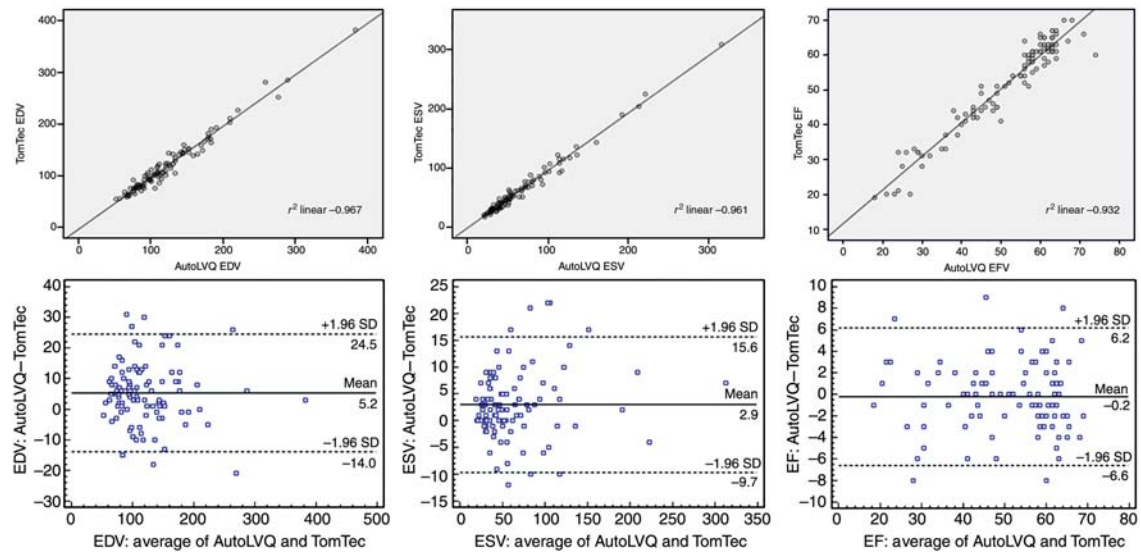 400
300
200
100
0
TomTec EDV
0 100 200 300 400
AutoLVQ EDV
r² linear –0.967
300
200
100
0
TomTec ESV
0 100 200 300
AutoLVQ ESV
r² linear –0.961
70
60
50
40
30
20
10
TomTec EF
10 20 30 40 50 60 70 80
AutoLVQ EFV
r² linear –0.932
40
30
20
10
0
–10
–20
–30
EDV: AutoLVQ–TomTec
+1.96 SD
24.5
Mean
5.2
–1.96 SD
–14.0
0 100 200 300 400 500
EDV: average of AutoLVQ and TomTec
25
20
15
10
5
0
–5
–10
–15
ESV: AutoLVQ–TomTec
+1.96 SD
15.6
Mean
2.9
–1.96 SD
–9.7
0 50 100 150 200 250 300 350
ESV: average of AutoLVQ and TomTec
10
8
6
4
2
0
–2
–4
–6
–8
–10
EF: AutoLVQ–TomTec
+1.96 SD
6.2
Mean
–0.2
–1.96 SD
–6.6
10 20 30 40 50 60 70 80
EF: average of AutoLVQ and TomTec